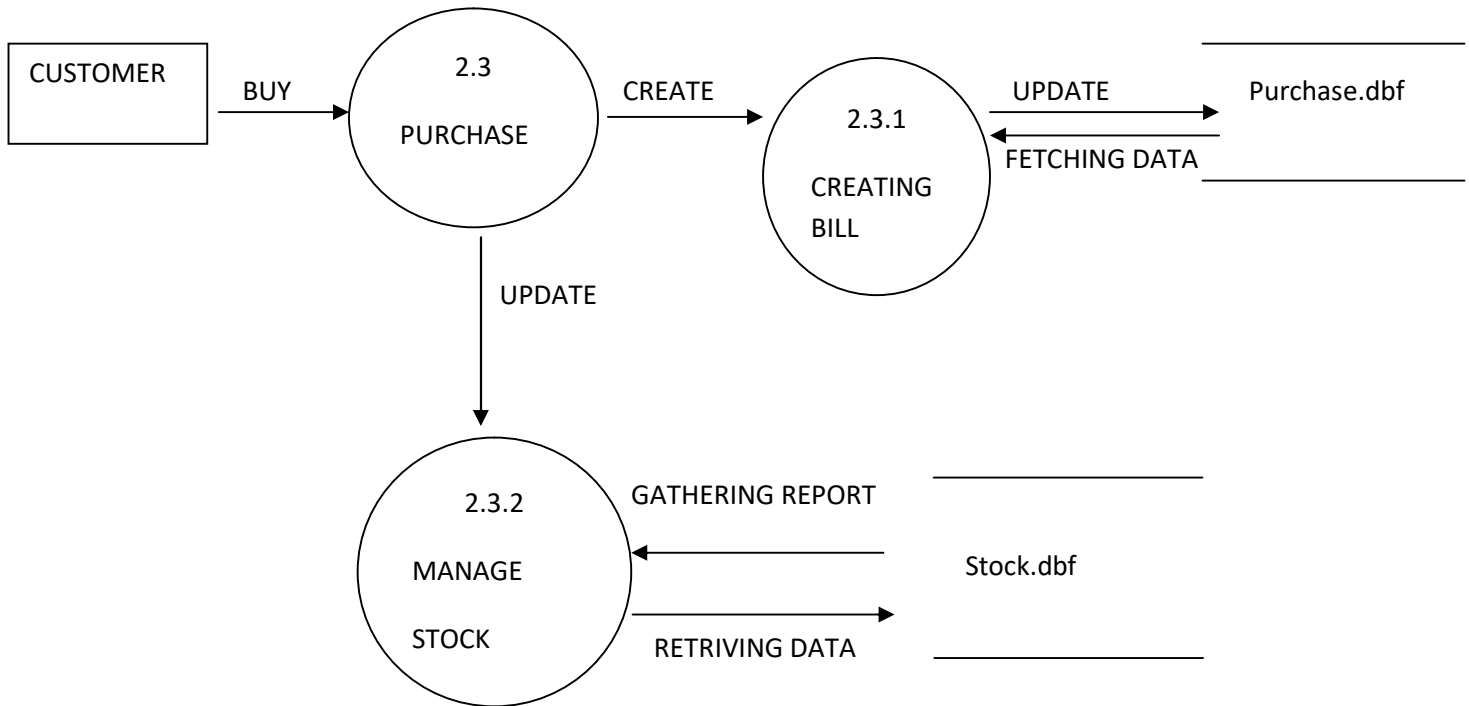 CUSTOMER
BUY
2.3
PURCHASE
CREATE
2.3.1
CREATING
BILL
UPDATE
FETCHING DATA
Purchase.dbf
UPDATE
2.3.2
MANAGE
STOCK
GATHERING REPORT
RETRIVING DATA
Stock.dbf